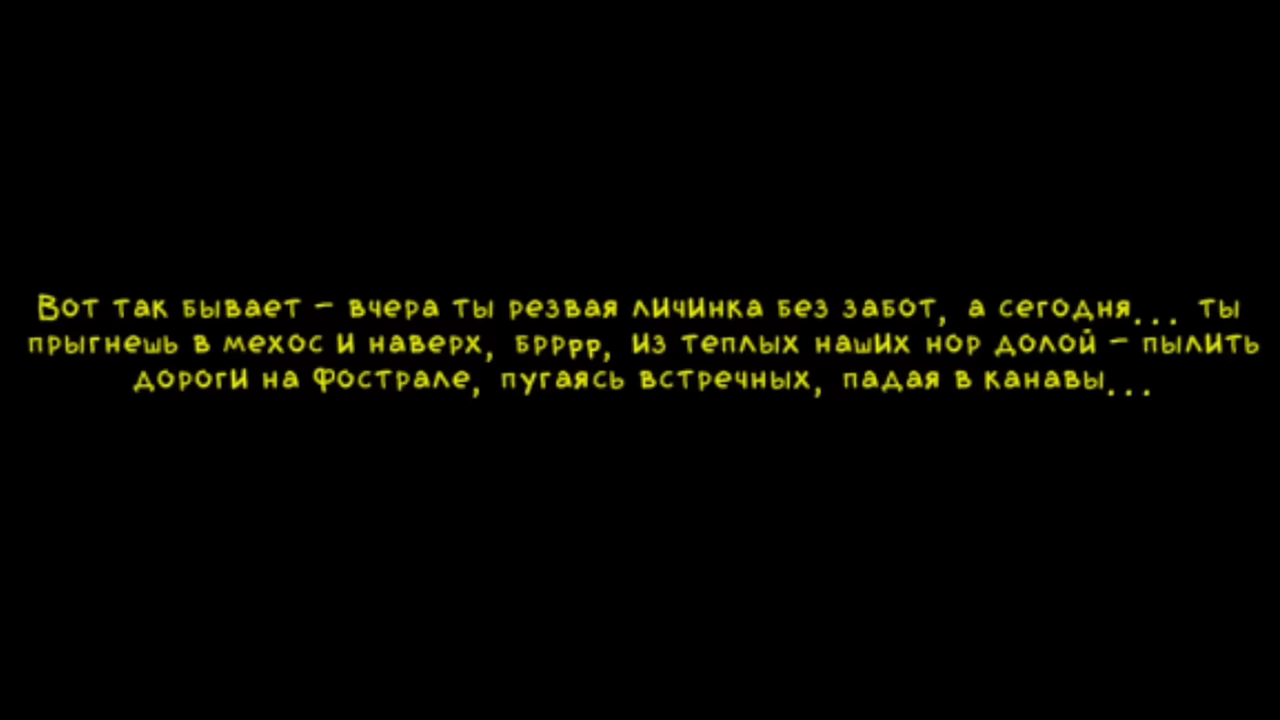 Вот так бывает - вчера ты резвая личинка без забот, а сегодня... ты
прыгнешь в мехос и наверх, бррррр, из теплых наших нор долой - пылить
дороги на Фострале, пугаясь встречных, падая в канавы...